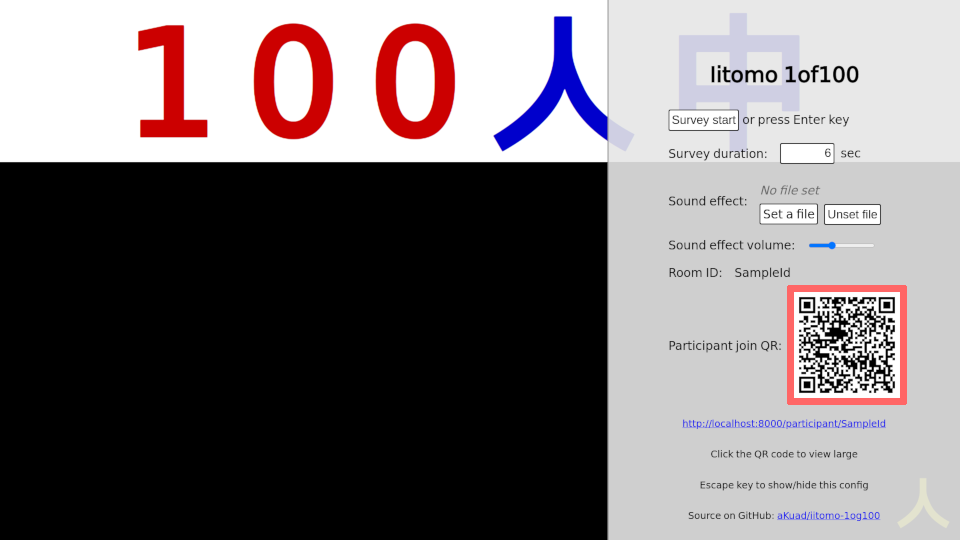 100人中
Iitomo 1of100
Survey start or press Enter key
Survey duration: 6 sec
No file set
Sound effect:
Set a file Unset file
Sound effect volume:
Room ID: SampleId
Participant join QR:
http://localhost:8000/participant/SampleId
Click the QR code to view large
Escape key to show/hide this config
Source on GitHub: aKuad/iitomo-1og100
人